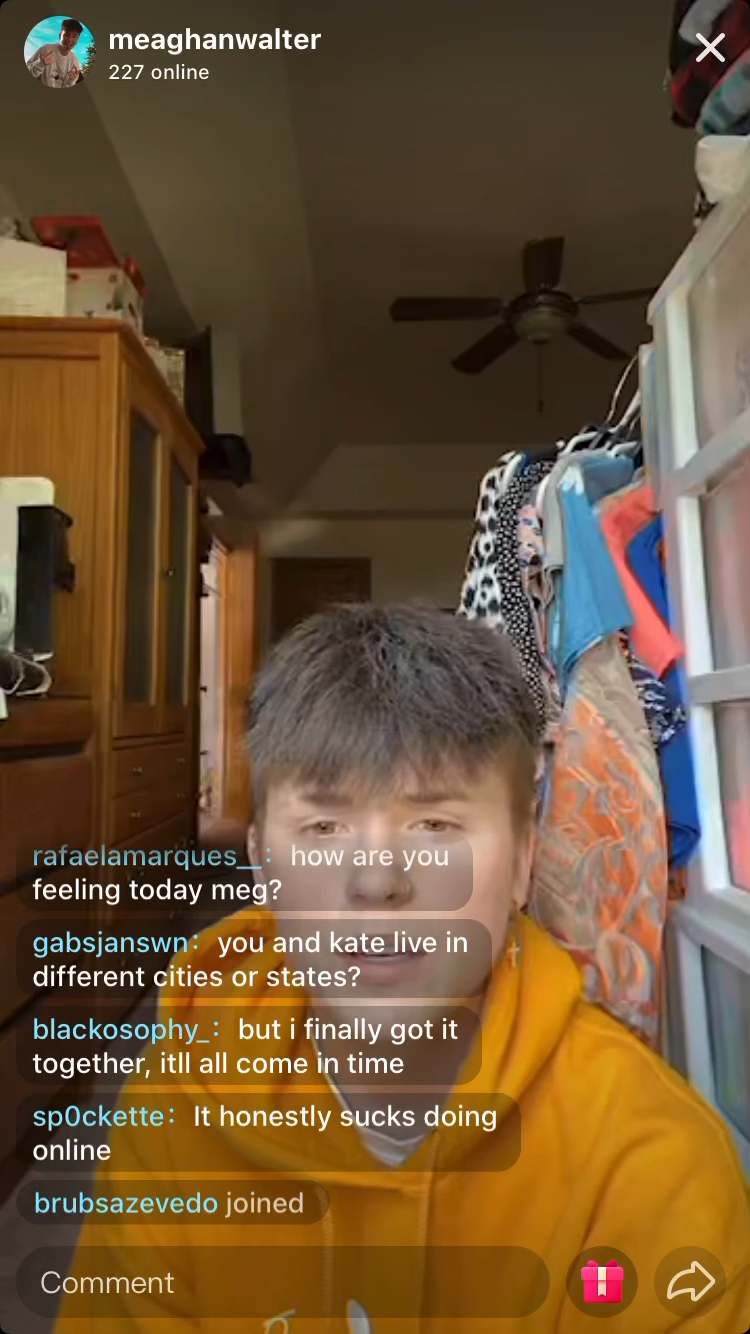 meaghanwalter
227 online
rafaelamarques__: how are you
feeling today meg?
gabsjanswn: you and kate live in
different cities or states?
blackosophy_: but i finally got it
together, itll all come in time
sp0ckette: It honestly sucks doing
online
brubsazevedo joined
Comment